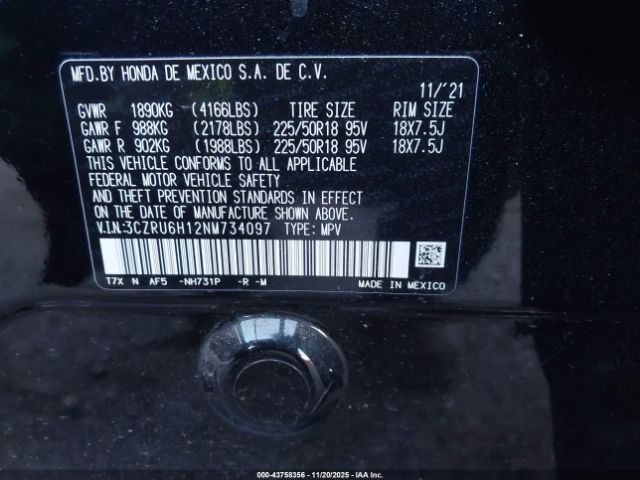 MFD.BY HONDA DE MEXICO S.A. DE C.V.
11/'21
GVWR 1890KG (4166LBS) TIRE SIZE RIM SIZE
GAWR F 988KG (2178LBS) 225/50R18 95V 18X7.5J
GAWR R 902KG (1988LBS) 225/50R18 95V 18X7.5J
THIS VEHICLE CONFORMS TO ALL APPLICABLE
FEDERAL MOTOR VEHICLE SAFETY
AND THEFT PREVENTION STANDARDS IN EFFECT
ON THE DATE OF MANUFACTURE SHOWN ABOVE.
V.I.N:3CZRU6H12NM734097 TYPE: MPV
T7X N AF5 -NH731P -R -M MADE IN MEXICO
000-43758356 - 11/20/2025 - IAA Inc.